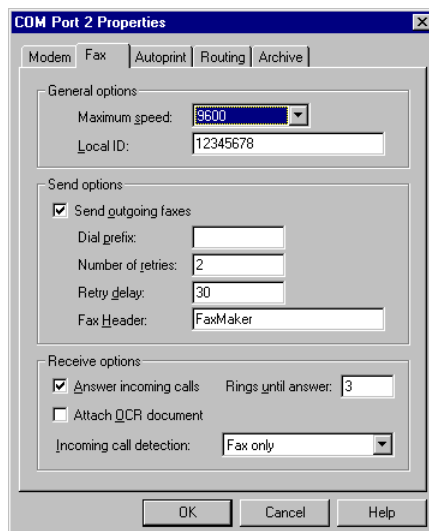 COM Port 2 Properties
Modem Fax Autoprint Routing Archive
General options
Maximum speed: 9600
Local ID: 12345678
Send options
Send outgoing faxes
Dial prefix:
Number of retries: 2
Retry delay: 30
Fax Header: FaxMaker
Receive options
Answer incoming calls Rings until answer: 3
Attach OCR document
Incoming call detection: Fax only
OK Cancel Help